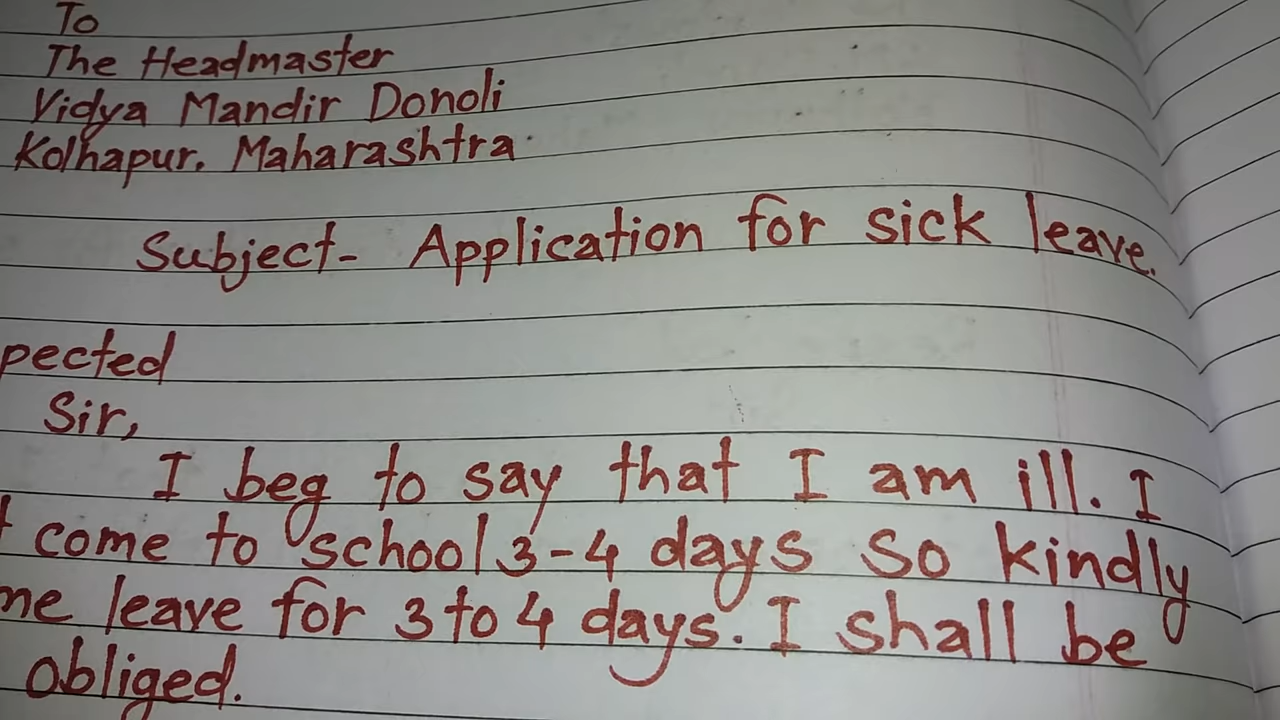 To
The Headmaster
Vidya Mandir Donoli
Kolhapur. Maharashtra
Subject- Application for sick leave.
pected
Sir,
I beg to say that I am ill. I
come to school 3-4 days so kindly
me leave for 3 to 4 days. I shall be
obliged.